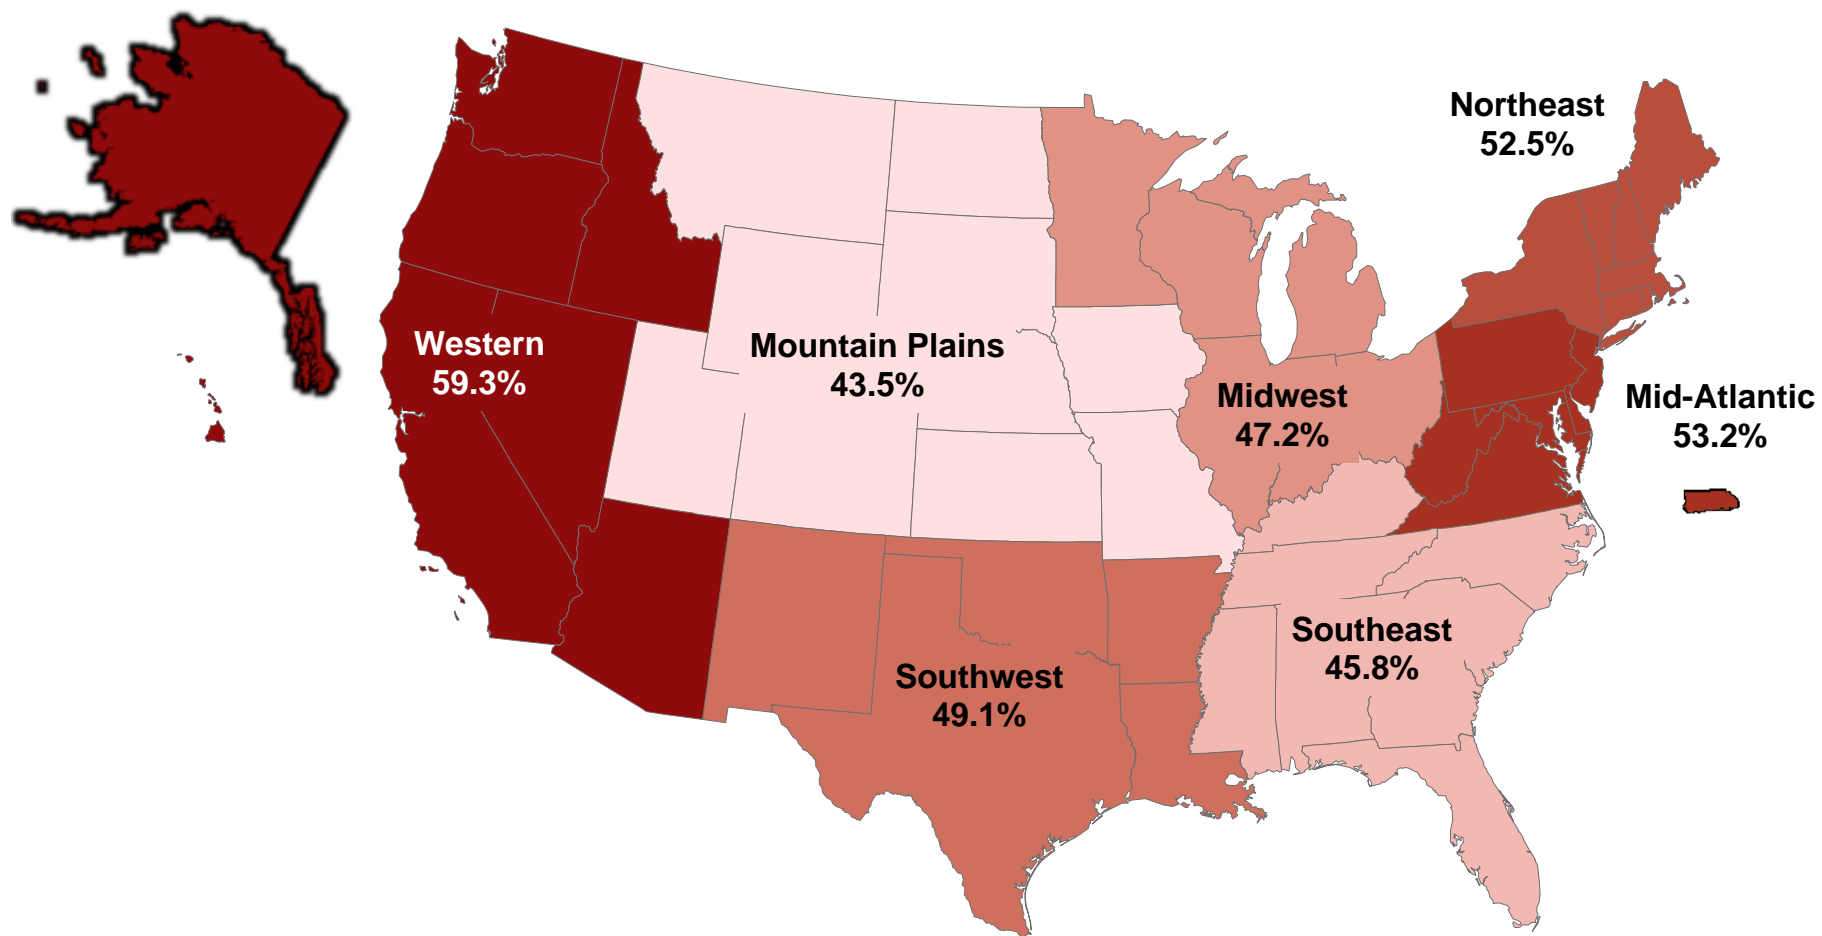 Northeast
52.5%
Western
59.3%
Mountain Plains
43.5%
Midwest
47.2%
Mid-Atlantic
53.2%
Southeast
45.8%
Southwest
49.1%